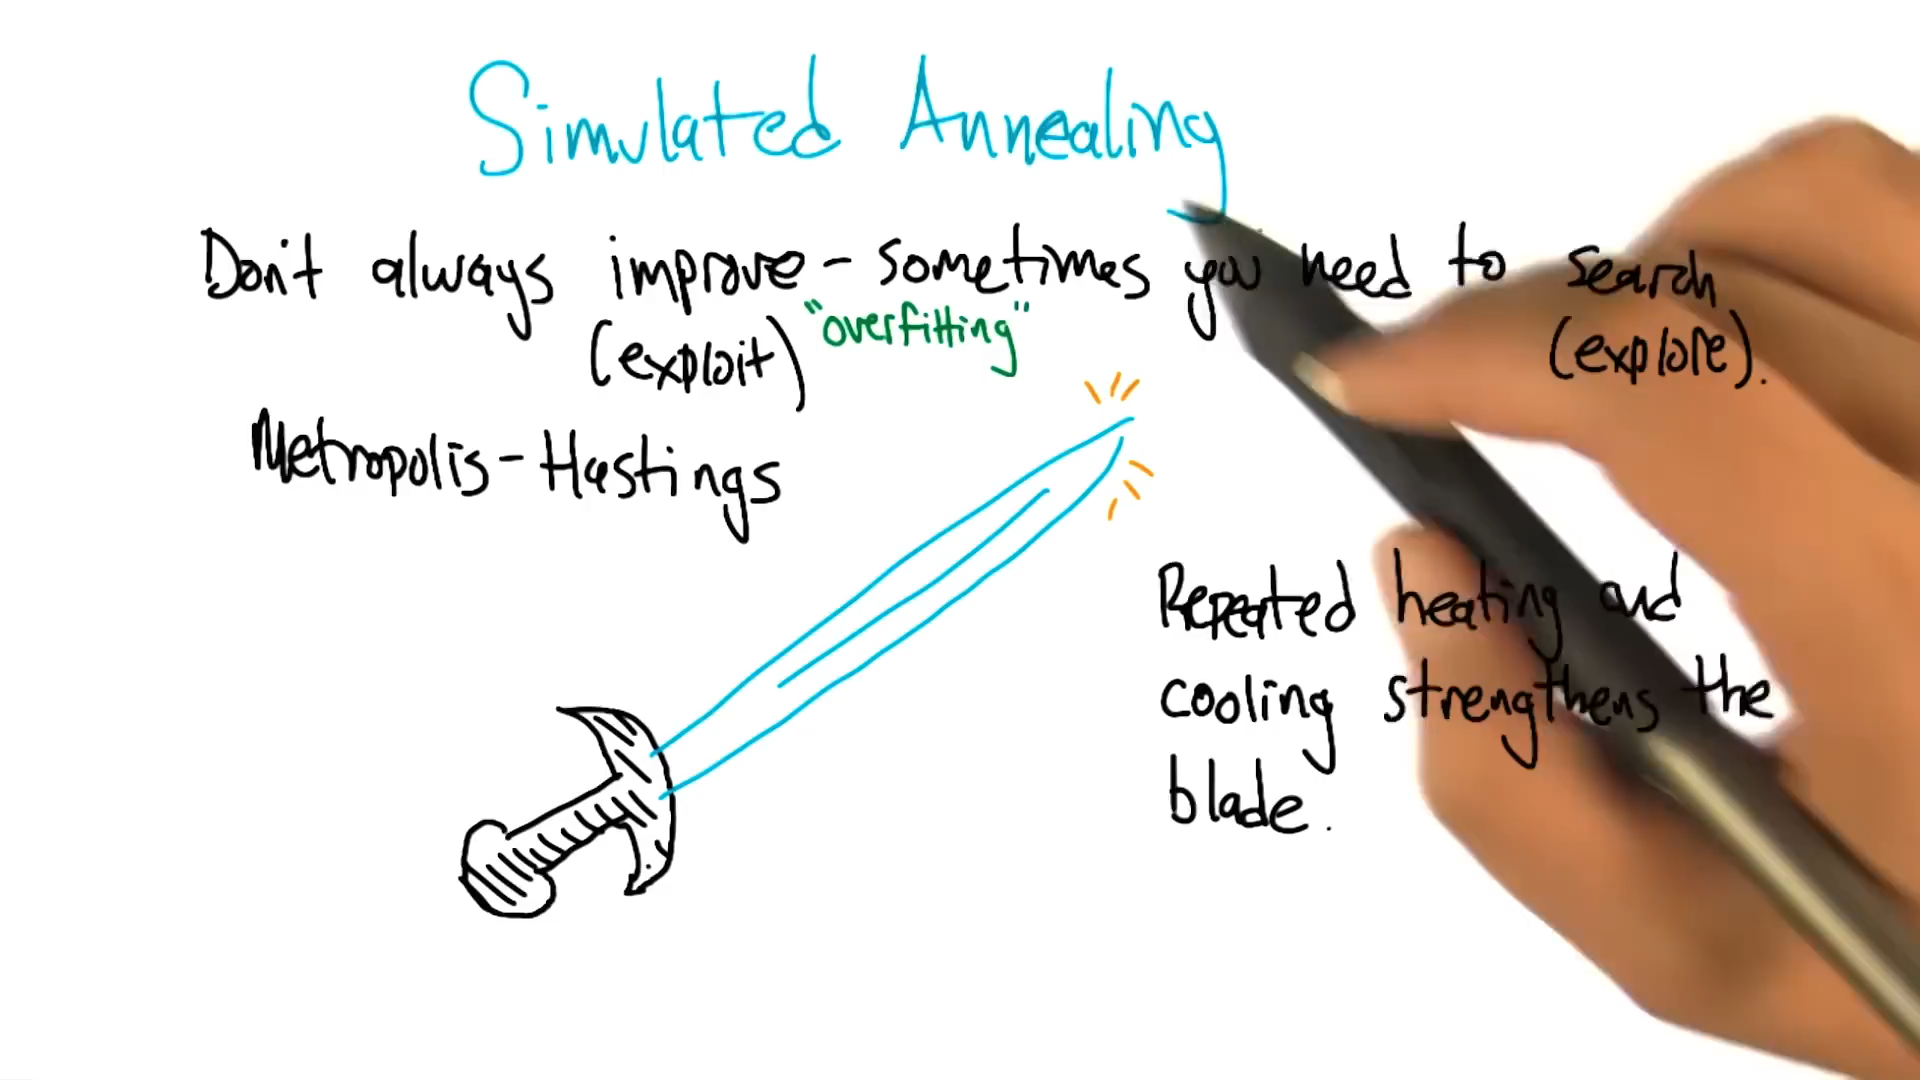 Simulated Annealing
Don't always improve - sometimes you need to search
(exploit) "overfitting" (explore).
Metropolis - Hastings
Repeated heating and
cooling strengthens the
blade.